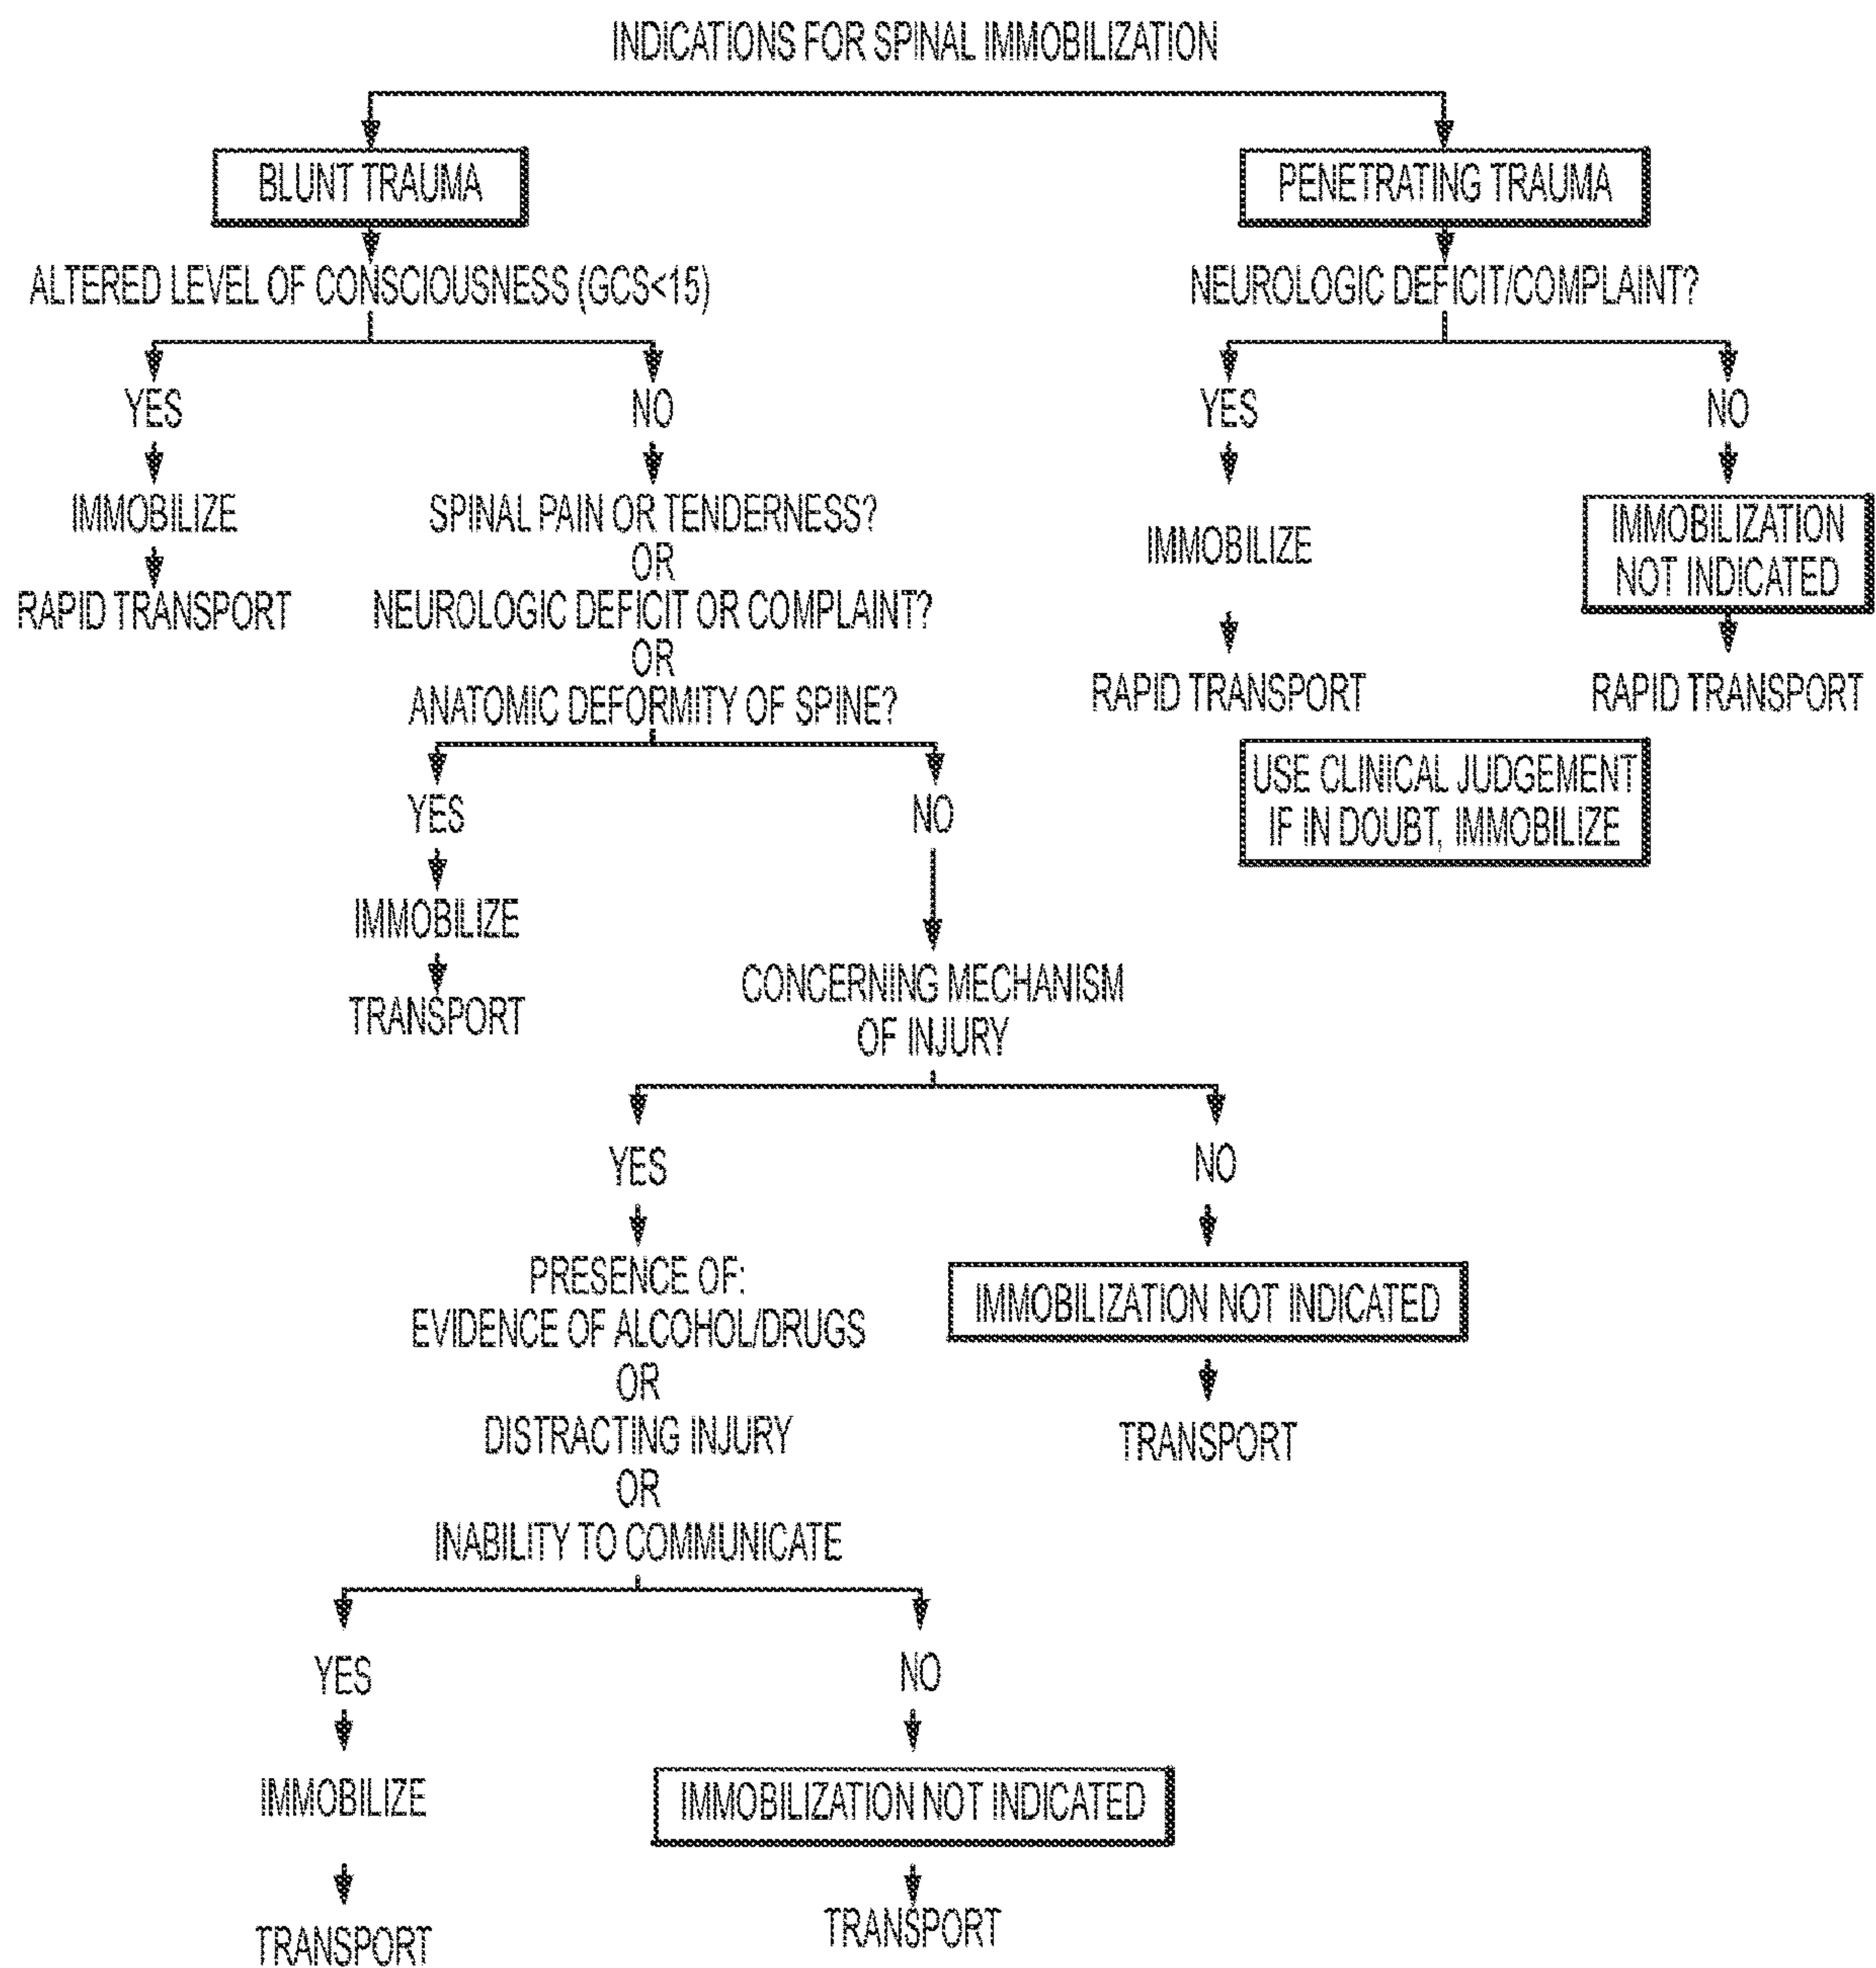 INDICATIONS FOR SPINAL IMMOBILIZATION
BLUNT TRAUMA
ALTERED LEVEL OF CONSCIOUSNESS (GCS<15)
YES
IMMOBILIZE
RAPID TRANSPORT
NO
SPINAL PAIN OR TENDERNESS?
OR
NEUROLOGIC DEFICIT OR COMPLAINT?
OR
ANATOMIC DEFORMITY OF SPINE?
YES
IMMOBILIZE
TRANSPORT
NO
CONCERNING MECHANISM
OF INJURY
YES
PRESENCE OF:
EVIDENCE OF ALCOHOL/DRUGS
OR
DISTRACTING INJURY
OR
INABILITY TO COMMUNICATE
YES
IMMOBILIZE
TRANSPORT
NO
IMMOBILIZATION NOT INDICATED
TRANSPORT
NO
IMMOBILIZATION NOT INDICATED
TRANSPORT
PENETRATING TRAUMA
NEUROLOGIC DEFICIT/COMPLAINT?
YES
IMMOBILIZE
RAPID TRANSPORT
NO
IMMOBILIZATION
NOT INDICATED
RAPID TRANSPORT
USE CLINICAL JUDGEMENT
IF IN DOUBT, IMMOBILIZE